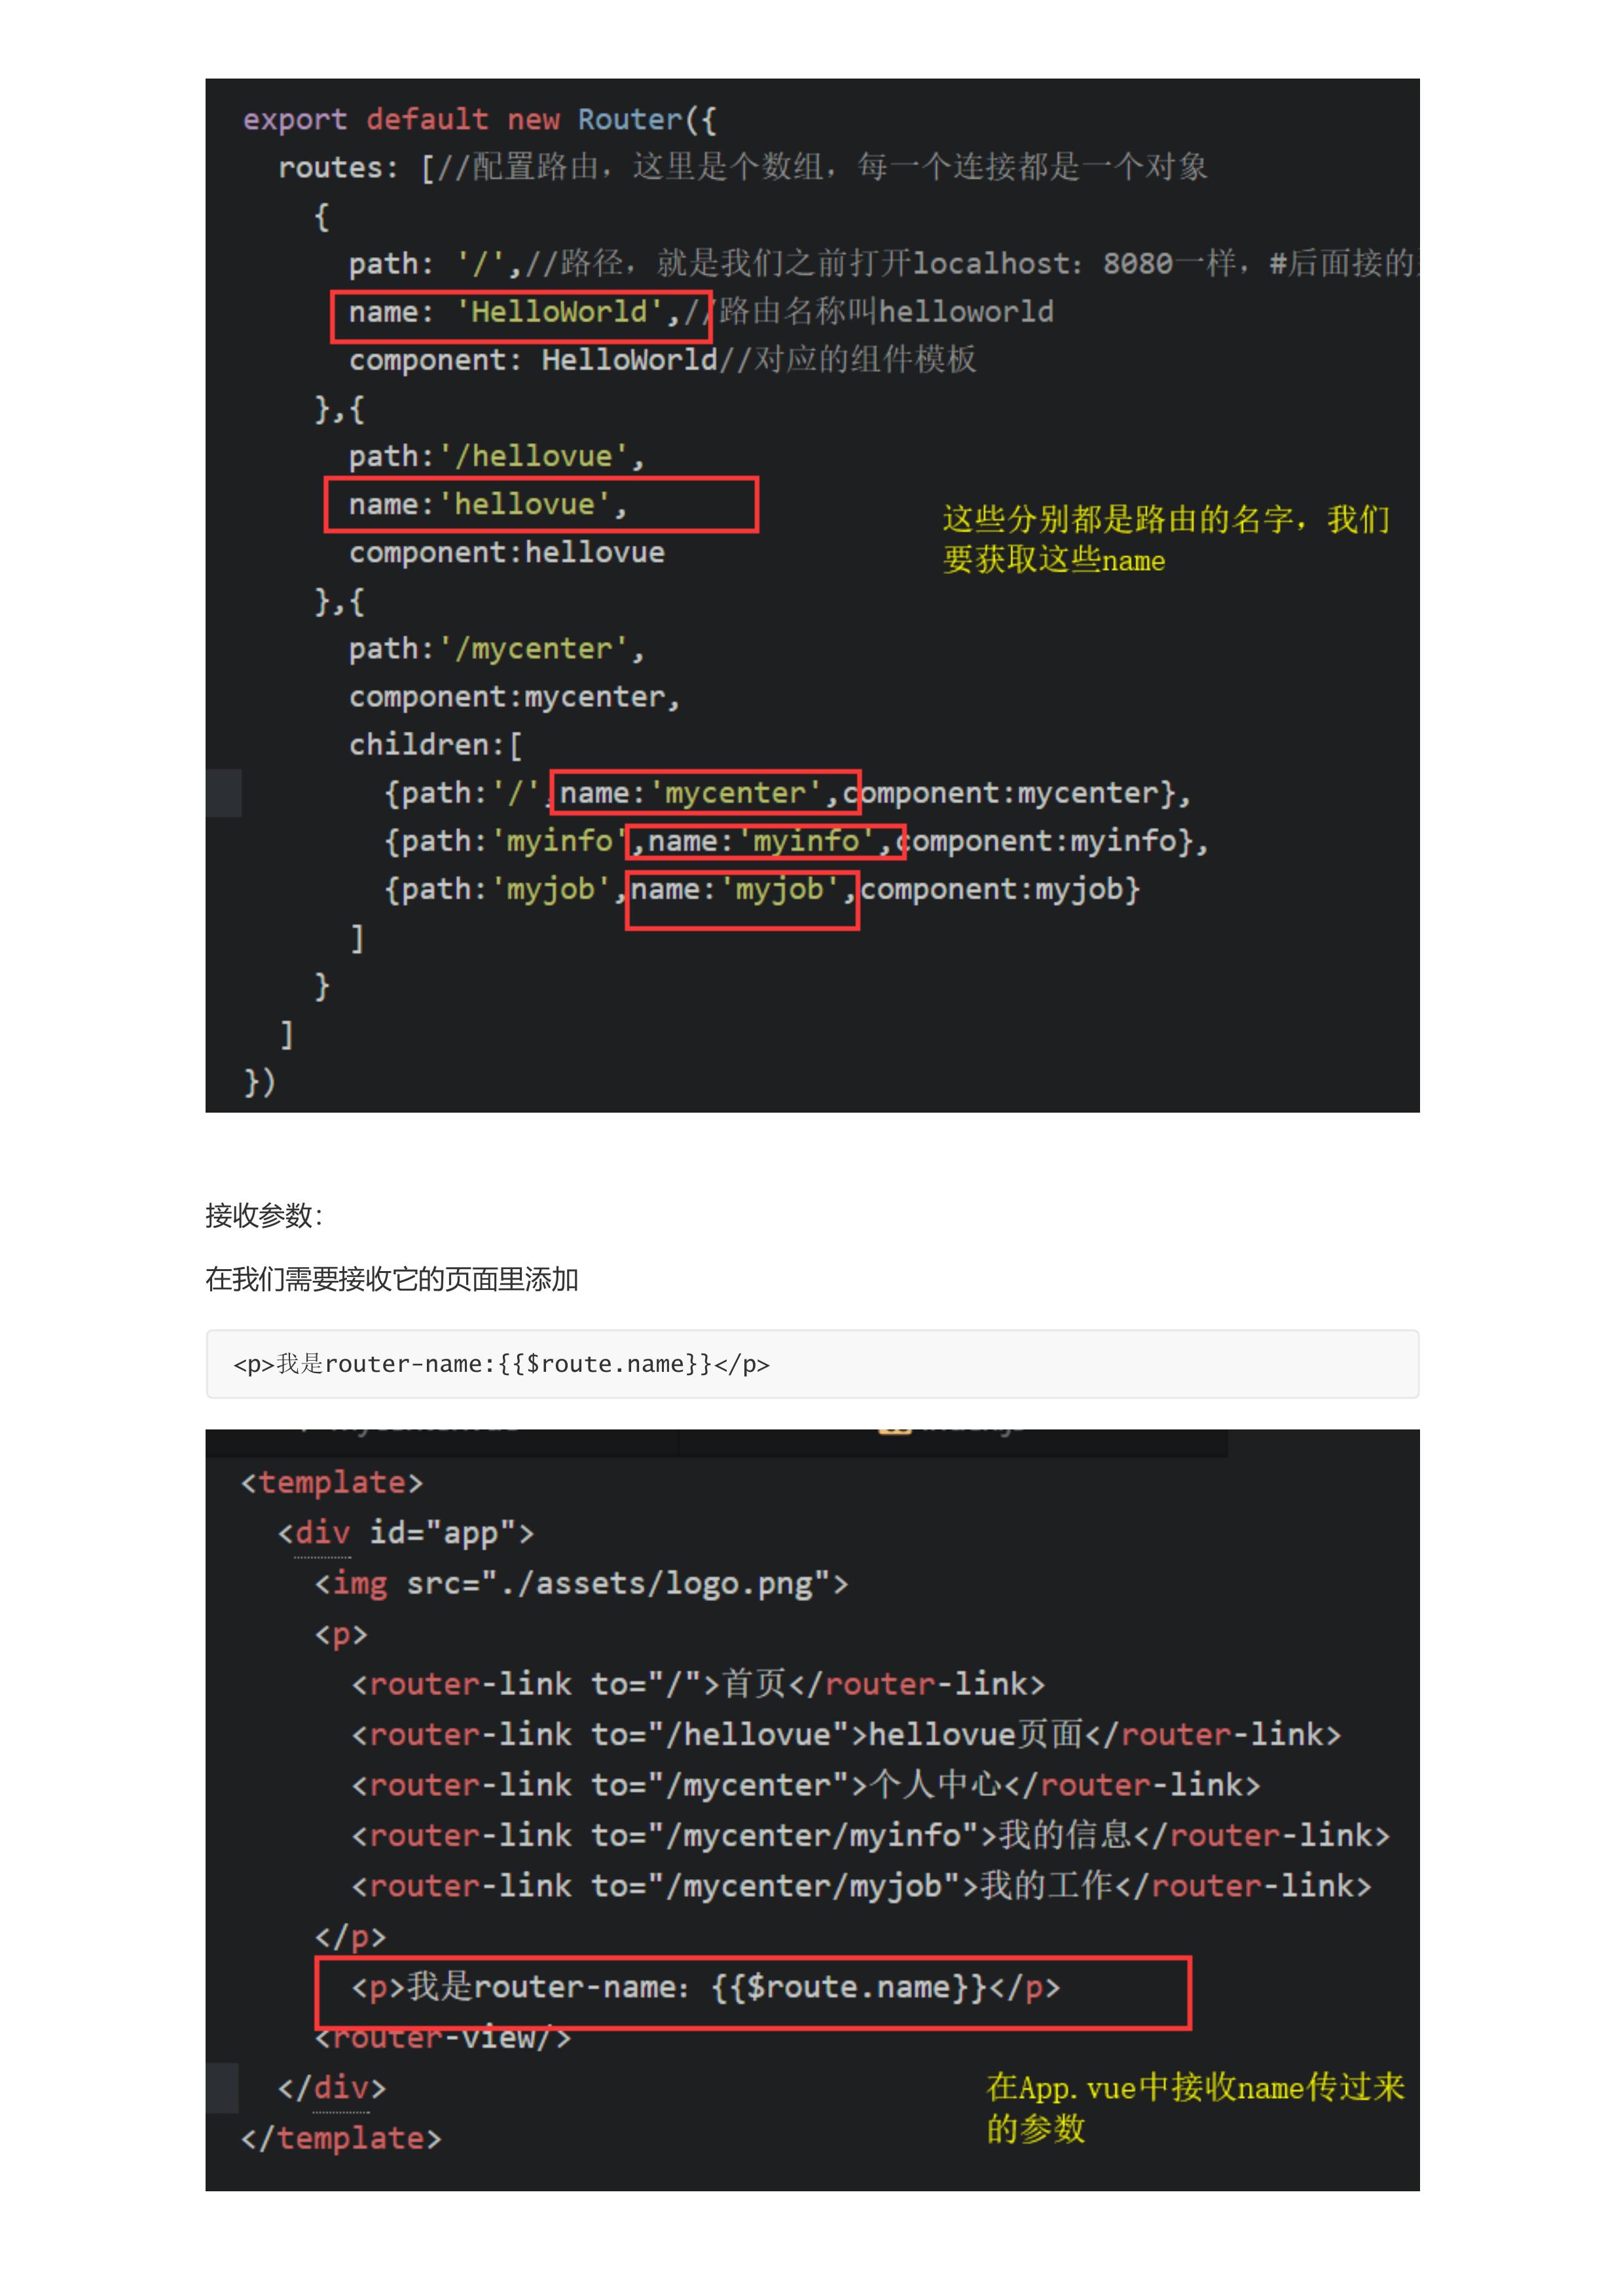 export default new Router({
routes: [//配置路由，这里是个数组，每一个连接都是一个对象
{
path: '/',//路径，就是我们之前打开localhost：8080一样，#后面接的
name: 'HelloWorld',//路由名称叫helloworld
component: HelloWorld//对应的组件模板
},{
path:'/hellovue',
name:'hellovue',
component:hellovue
这些分别都是路由的名字，我们
要获取这些name
},{
path:'/mycenter',
component:mycenter,
children:[
{path:'/',name:'mycenter',component:mycenter},
{path:'myinfo',name:'myinfo',component:myinfo},
{path:'myjob',name:'myjob',component:myjob}
]
}
]
})
接收参数：
在我们需要接收它的页面里添加
<p>我是router-name:{{$route.name}}</p>
<template>
<div id="app">
<img src="./assets/logo.png">
<p>
<router-link to="/">首页</router-link>
<router-link to="/hellovue">hellovue页面</router-link>
<router-link to="/mycenter">个人中心</router-link>
<router-link to="/mycenter/myinfo">我的信息</router-link>
<router-link to="/mycenter/myjob">我的工作</router-link>
</p>
<p>我是router-name：{{$route.name}}</p>
<router-view/>
</div>
</template>
在App.vue中接收name传过来
的参数